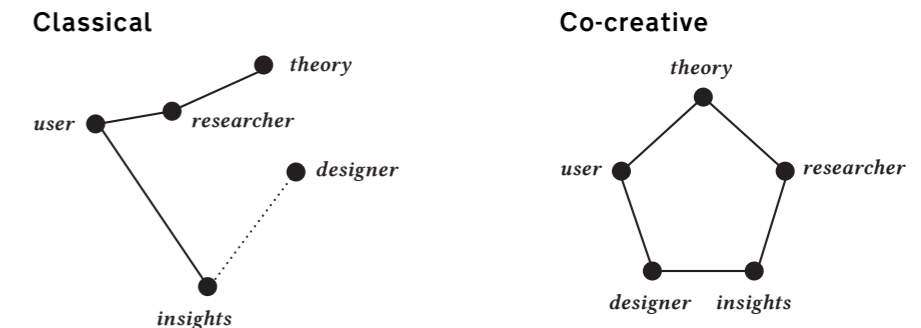 Classical
theory
researcher
user
designer
insights
Co-creative
theory
user
researcher
designer
insights